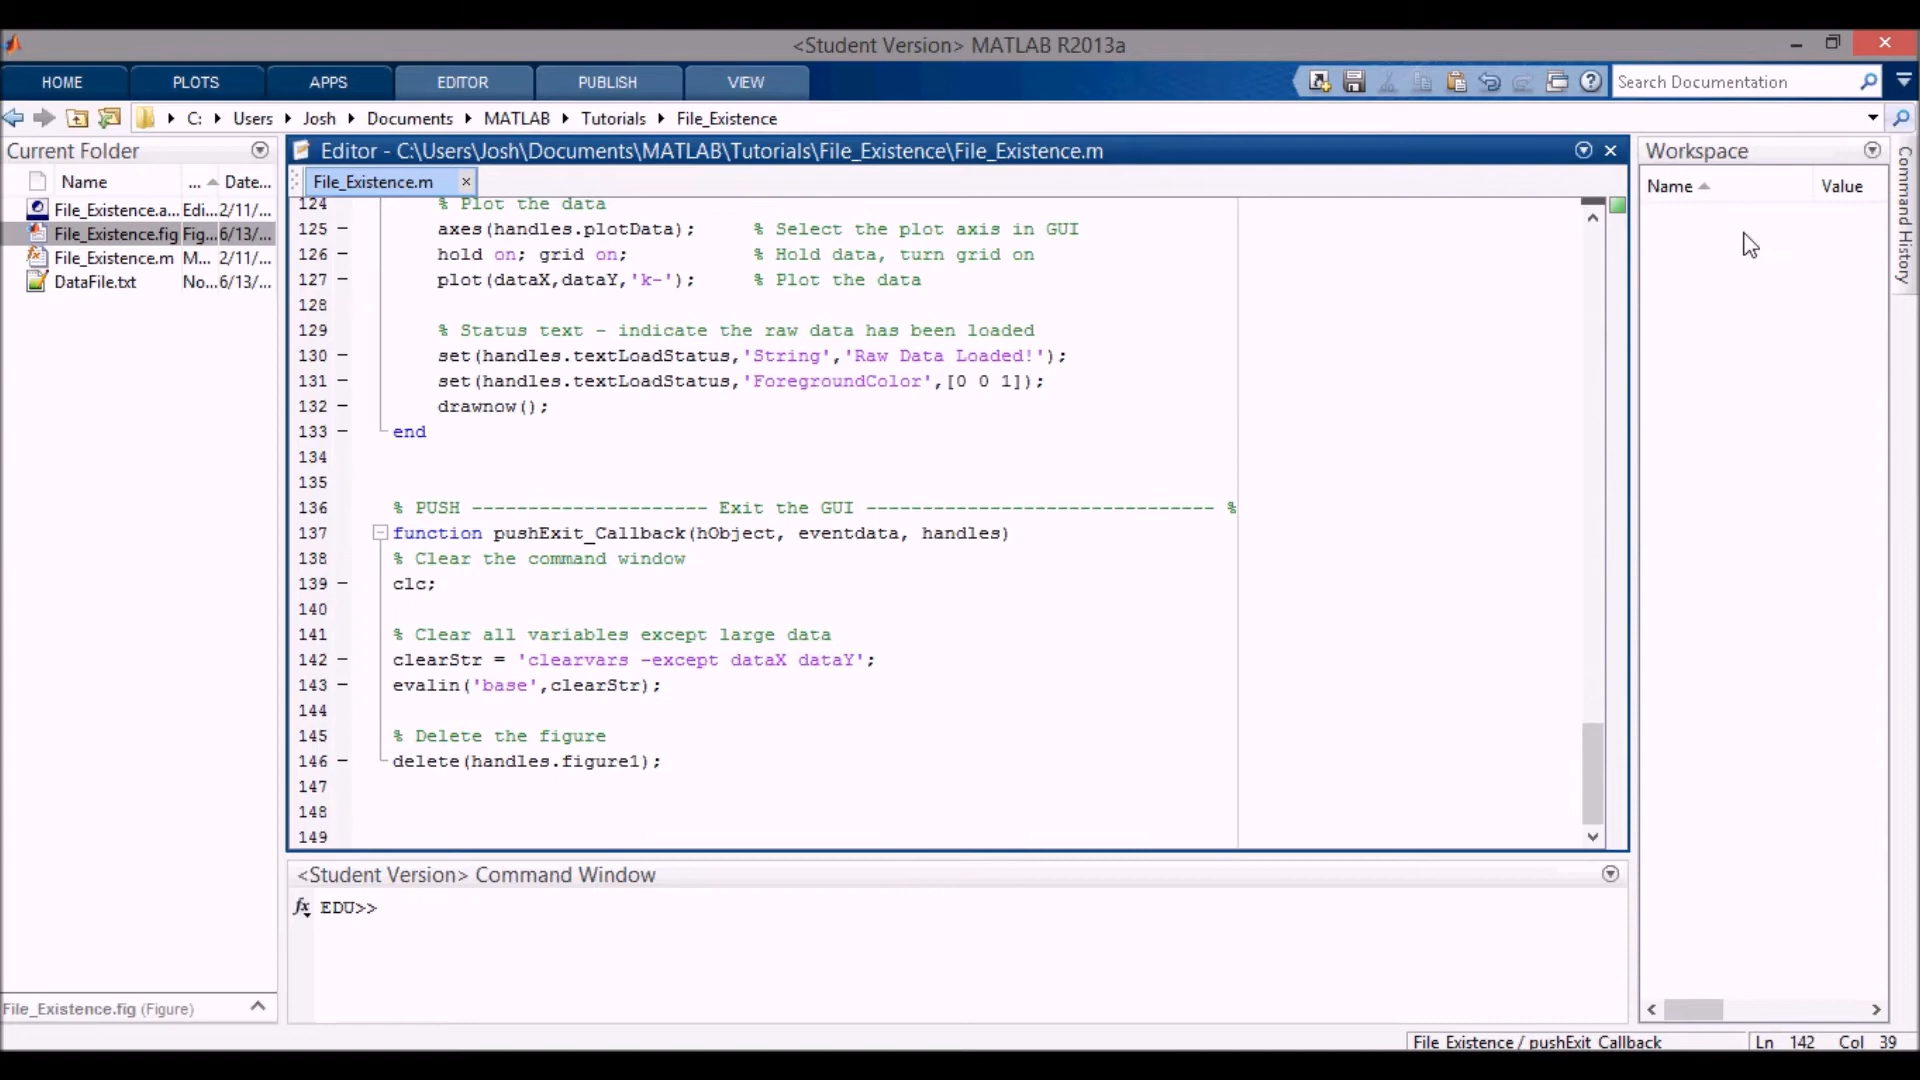 <Student Version> MATLAB R2013a
HOME PLOTS APPS EDITOR PUBLISH VIEW
Search Documentation
C: Users Josh Documents MATLAB Tutorials File_Existence
Current Folder
Name ... Date...
File_Existence.a... Edi... 2/11/...
File_Existence.fig Fig... 6/13/...
File_Existence.m M... 2/11/...
DataFile.txt No... 6/13/...
File_Existence.fig (Figure)
Editor - C:\Users\Josh\Documents\MATLAB\Tutorials\File_Existence\File_Existence.m
File_Existence.m
124 % Plot the data
125 – axes(handles.plotData); % Select the plot axis in GUI
126 – hold on; grid on; % Hold data, turn grid on
127 – plot(dataX,dataY,'k-'); % Plot the data
128
129 % Status text - indicate the raw data has been loaded
130 – set(handles.textLoadStatus,'String','Raw Data Loaded!');
131 – set(handles.textLoadStatus,'ForegroundColor',[0 0 1]);
132 – drawnow();
133 – end
134
135
136 % PUSH --------------------- Exit the GUI ------------------------------- %
137 function pushExit_Callback(hObject, eventdata, handles)
138 % Clear the command window
139 – clc;
140
141 % Clear all variables except large data
142 – clearStr = 'clearvars -except dataX dataY';
143 – evalin('base',clearStr);
144
145 % Delete the figure
146 – delete(handles.figure1);
147
148
149
<Student Version> Command Window
fx EDU>>
Workspace
Name Value
Command History
File Existence / pushExit Callback Ln 142 Col 39